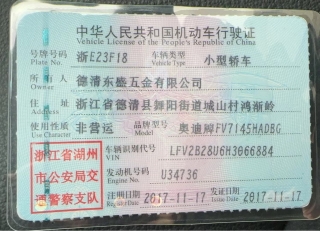 中华人民共和国机动车行驶证
Vehicle License of the People's Republic of China
号牌号码 浙E23F18 车辆类型 小型轿车
Plate No. Vehicle Type
所有人 德清东盛五金有限公司
Owner
住址 浙江省德清县舞阳街道城山村鸿渐岭
Address
使用性质 非营运 品牌型号 奥迪牌FV7145HADBG
Use Character Model
浙江省湖州 车辆识别代号 LFV2B28U6H3066884
VIN
市公安局交 发动机号码 U34736
Engine No.
通警察支队 注册日期 2017-11-17 发证日期 2017-11-17
Register Date Issue Date